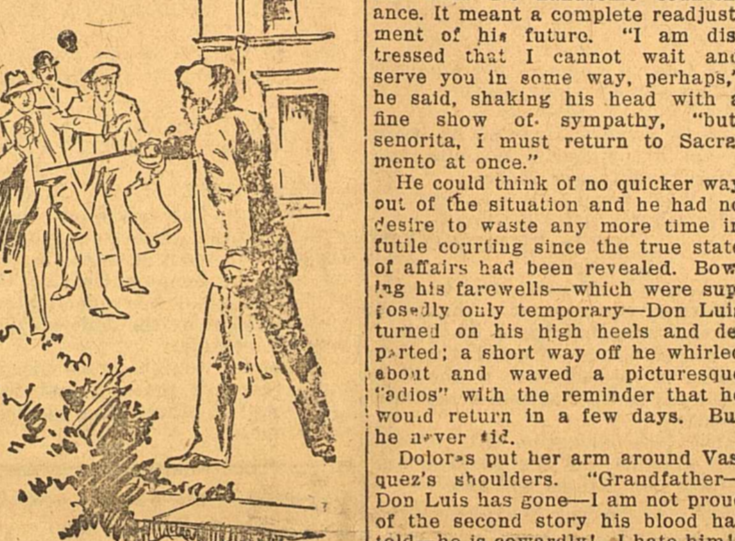 ance. It meant a complete readjust
ment of his future. "I am dis
tressed that I cannot wait and
serve you in some way, perhaps,"
he said, shaking his head with a
fine show of sympathy, "but
senorita, I must return to Sacra
mento at once."
He could think of no quicker way
out of the situation and he had no
desire to waste any more time in
futile courting since the true state
of affairs had been revealed. Bow
ing his farewells—which were sup
posedly only temporary—Don Luis
turned on his high heels and de
parted; a short way off he whirled
about and waved a picturesque
"adios" with the reminder that he
would return in a few days. But
he never did.
Dolores put her arm around Vas
quez's shoulders. "Grandfather—
Don Luis has gone—I am not proud
of the second story his blood ha
told he is cowardly! I hate him!